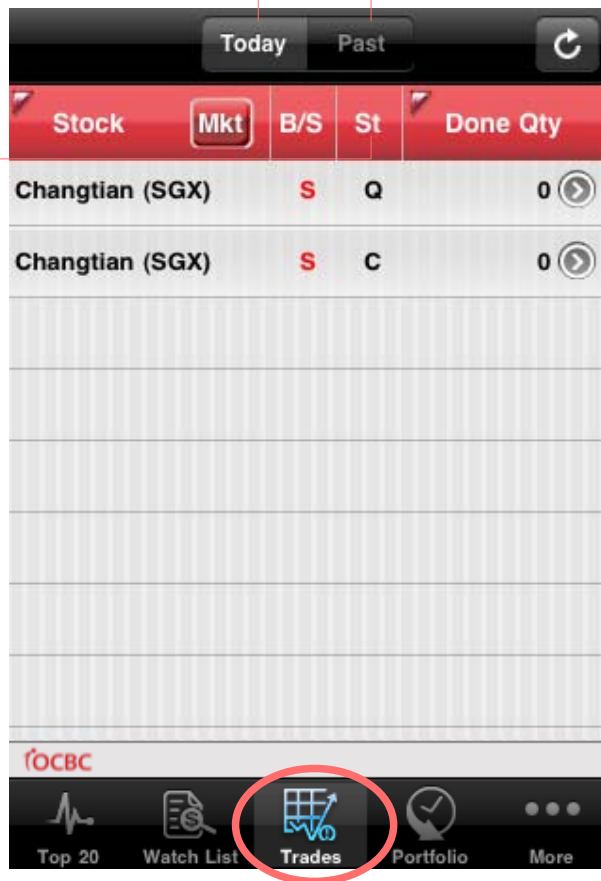 Today Past
Stock Mkt B/S St Done Qty
Changtian (SGX) S Q 0
Changtian (SGX) S C 0
OCBC
Top 20 Watch List Trades Portfolio More